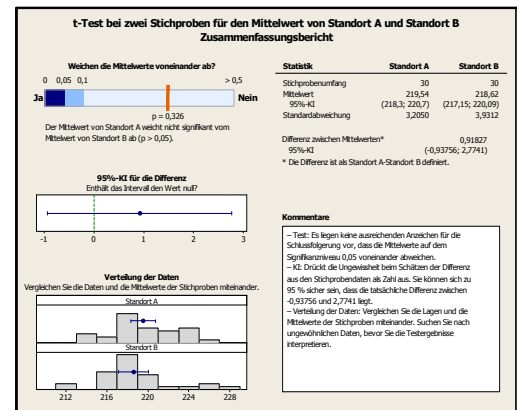 t-Test bei zwei Stichproben für den Mittelwert von Standort A und Standort B
Zusammenfassungsbericht
Weichen die Mittelwerte voneinander ab?
0 0,05 0,1 > 0,5
Ja Nein
p = 0,326
Der Mittelwert von Standort A weicht nicht signifikant vom
Mittelwert von Standort B ab (p > 0,05).
95%-KI für die Differenz
Enthält das Intervall den Wert null?
-1 0 1 2 3
Verteilung der Daten
Vergleichen Sie die Daten und die Mittelwerte der Stichproben miteinander.
Standort A
Standort B
212 216 220 224 228
Statistik Standort A Standort B
Stichprobenumfang 30 30
Mittelwert 219,54 218,62
95%-KI (218,3; 220,7) (217,15; 220,09)
Standardabweichung 3,2050 3,9312
Differenz zwischen Mittelwerten* 0,91827
95%-KI (-0,93756; 2,7741)
* Die Differenz ist als Standort A-Standort B definiert.
Kommentare
– Test: Es liegen keine ausreichenden Anzeichen für die
Schlussfolgerung vor, dass die Mittelwerte auf dem
Signifikanzniveau 0,05 voneinander abweichen.
– KI: Drückt die Ungewissheit beim Schätzen der Differenz
aus den Stichprobendaten als Zahl aus. Sie können sich zu
95 % sicher sein, dass die tatsächliche Differenz zwischen
-0,93756 und 2,7741 liegt.
– Verteilung der Daten: Vergleichen Sie die Lagen und die
Mittelwerte der Stichproben miteinander. Suchen Sie nach
ungewöhnlichen Daten, bevor Sie die Testergebnisse
interpretieren.